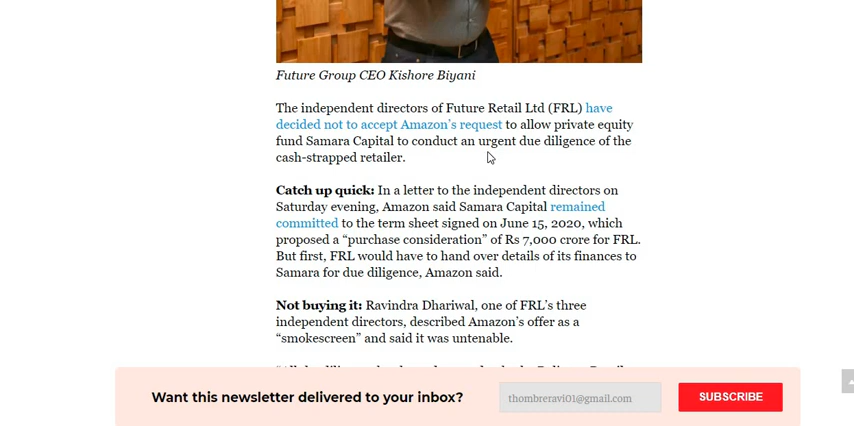 Future Group CEO Kishore Biyani
The independent directors of Future Retail Ltd (FRL) have
decided not to accept Amazon’s request to allow private equity
fund Samara Capital to conduct an urgent due diligence of the
cash-strapped retailer.
Catch up quick: In a letter to the independent directors on
Saturday evening, Amazon said Samara Capital remained
committed to the term sheet signed on June 15, 2020, which
proposed a “purchase consideration” of Rs 7,000 crore for FRL.
But first, FRL would have to hand over details of its finances to
Samara for due diligence, Amazon said.
Not buying it: Ravindra Dhariwal, one of FRL’s three
independent directors, described Amazon’s offer as a
“smokescreen” and said it was untenable.
Want this newsletter delivered to your inbox?
thombreravi01@gmail.com
SUBSCRIBE